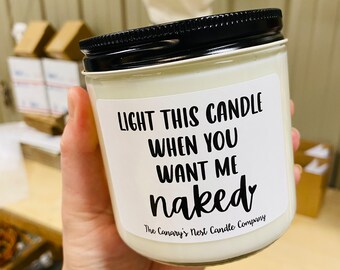 LIGHT THIS CANDLE
WHEN YOU
WANT ME
naked
The Canary's Nest Candle Company